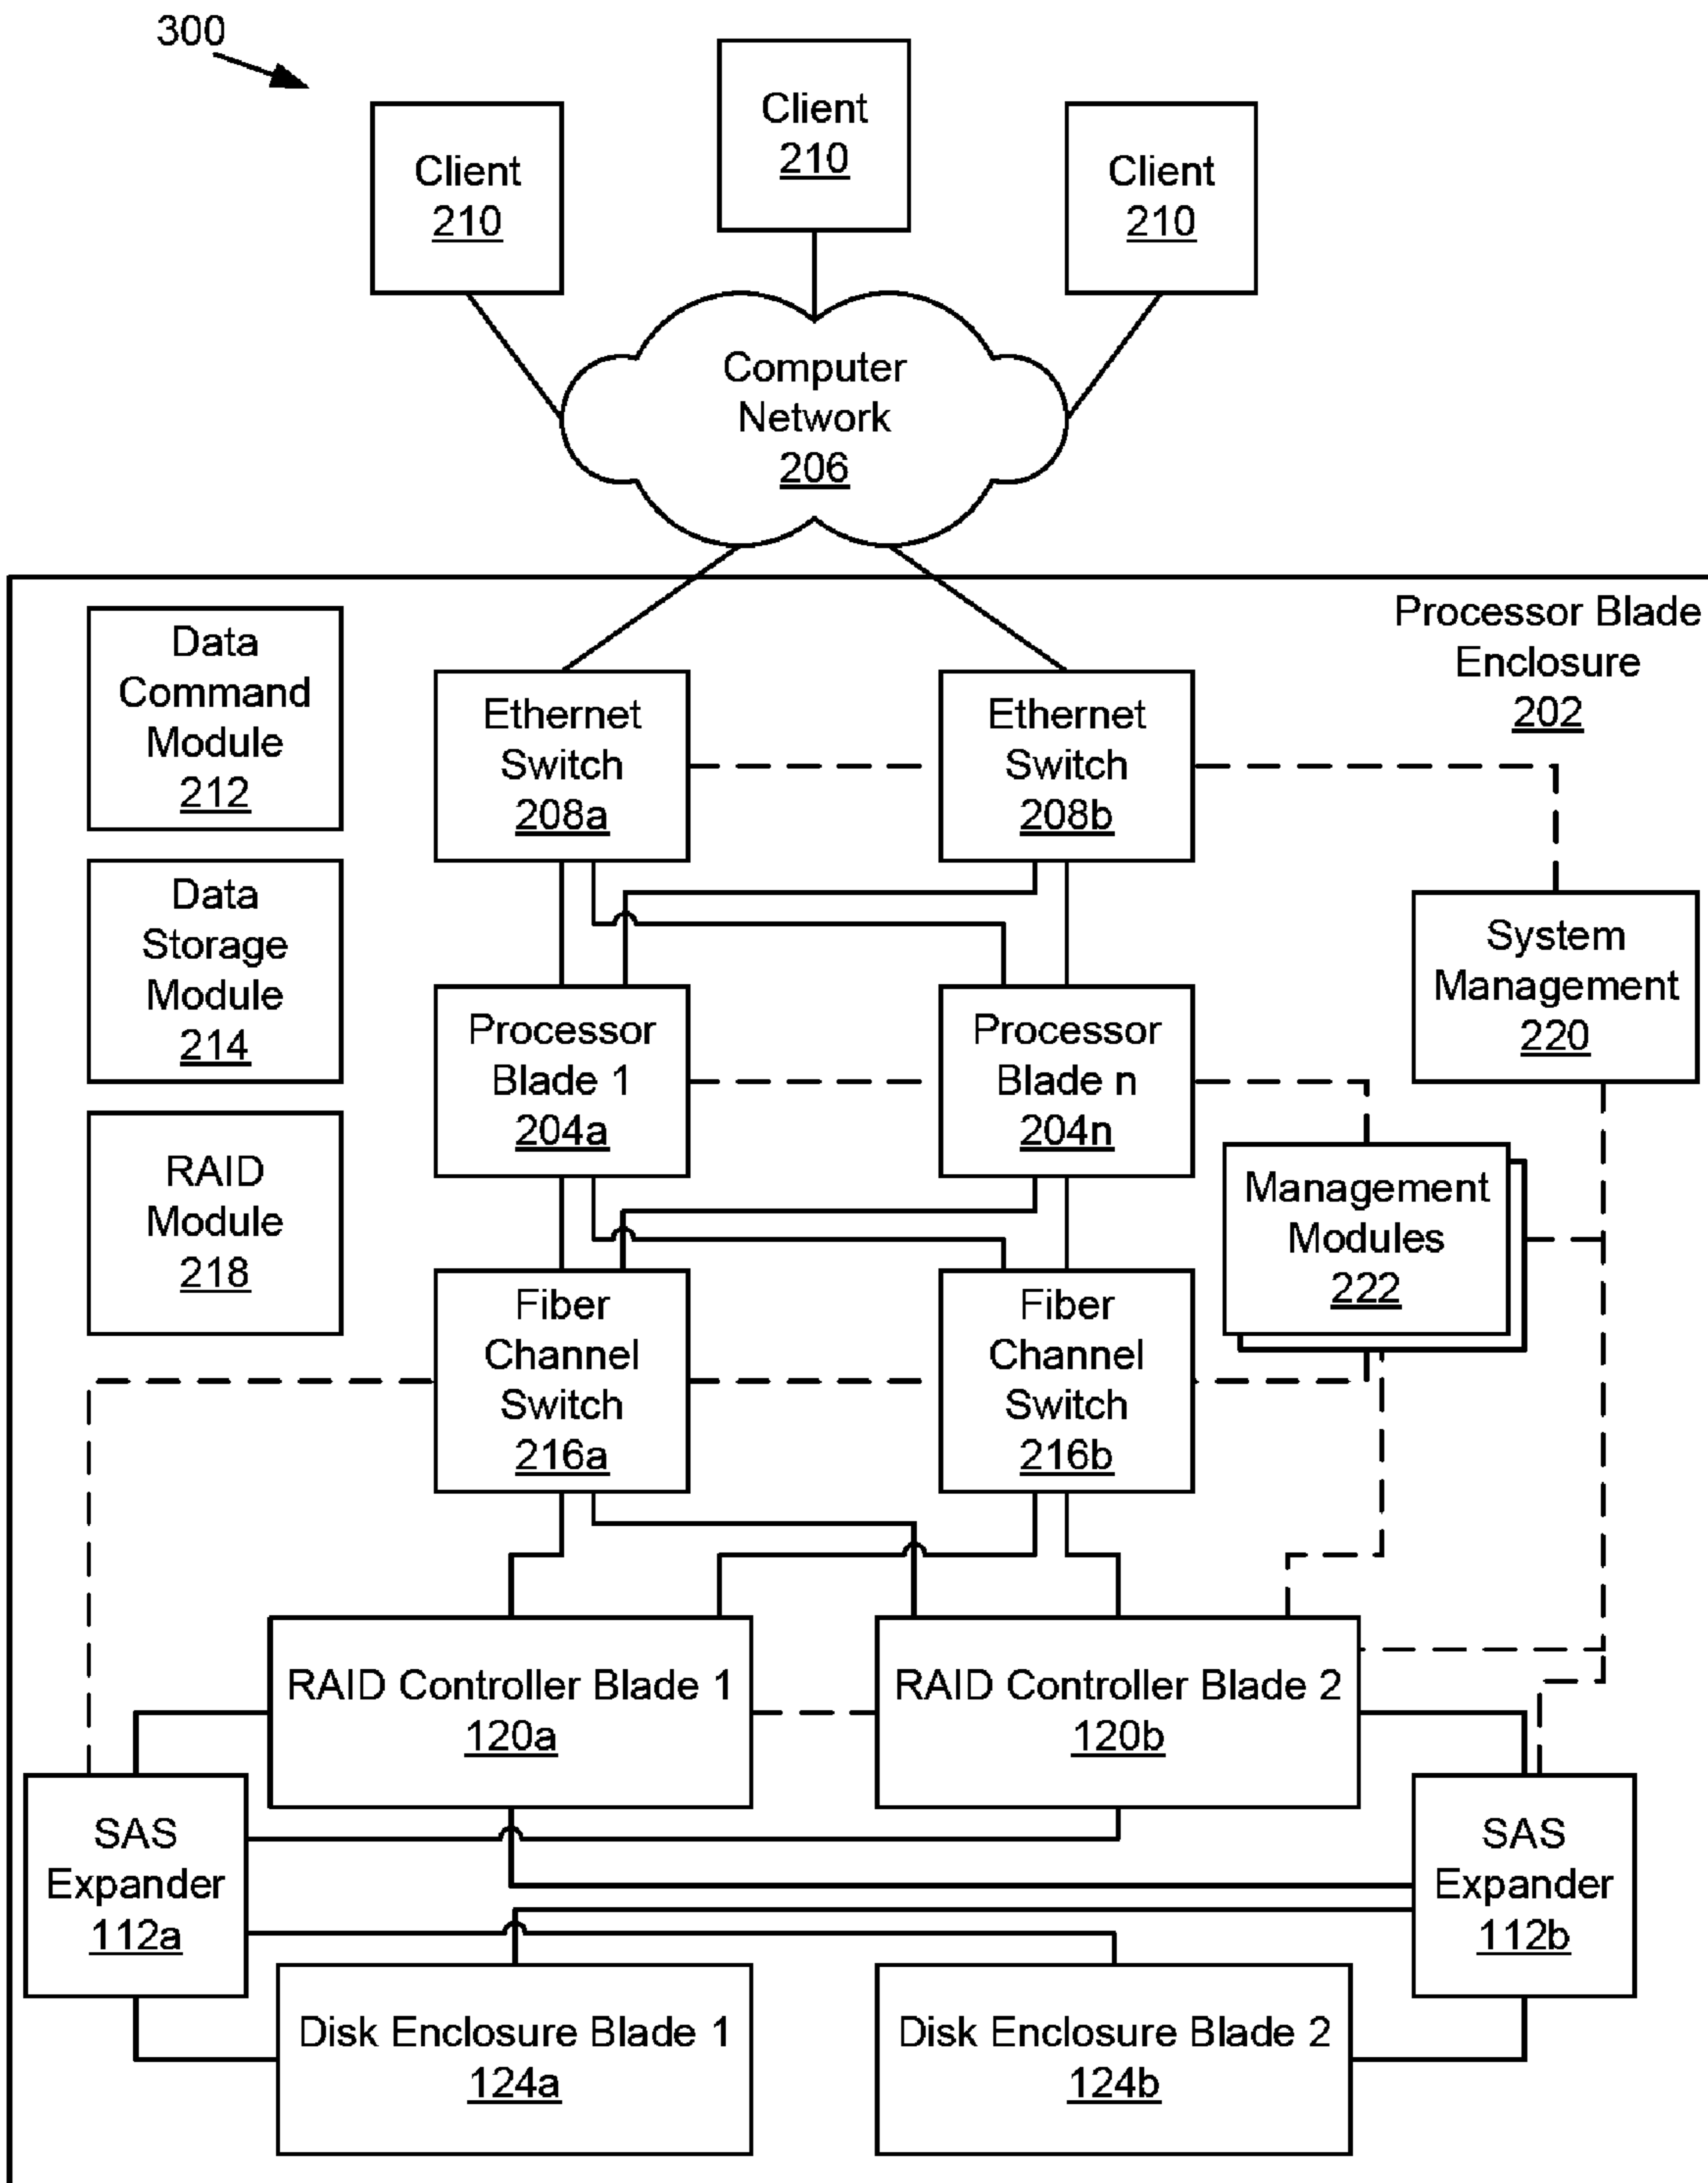 300
Client
210
Client
210
Client
210
Computer
Network
206
Processor Blade
Enclosure
202
Data
Command
Module
212
Ethernet
Switch
208a
Ethernet
Switch
208b
Data
Storage
Module
214
System
Management
220
Processor
Blade 1
204a
Processor
Blade n
204n
RAID
Module
218
Management
Modules
222
Fiber
Channel
Switch
216a
Fiber
Channel
Switch
216b
RAID Controller Blade 1
120a
RAID Controller Blade 2
120b
SAS
Expander
112a
SAS
Expander
112b
Disk Enclosure Blade 1
124a
Disk Enclosure Blade 2
124b